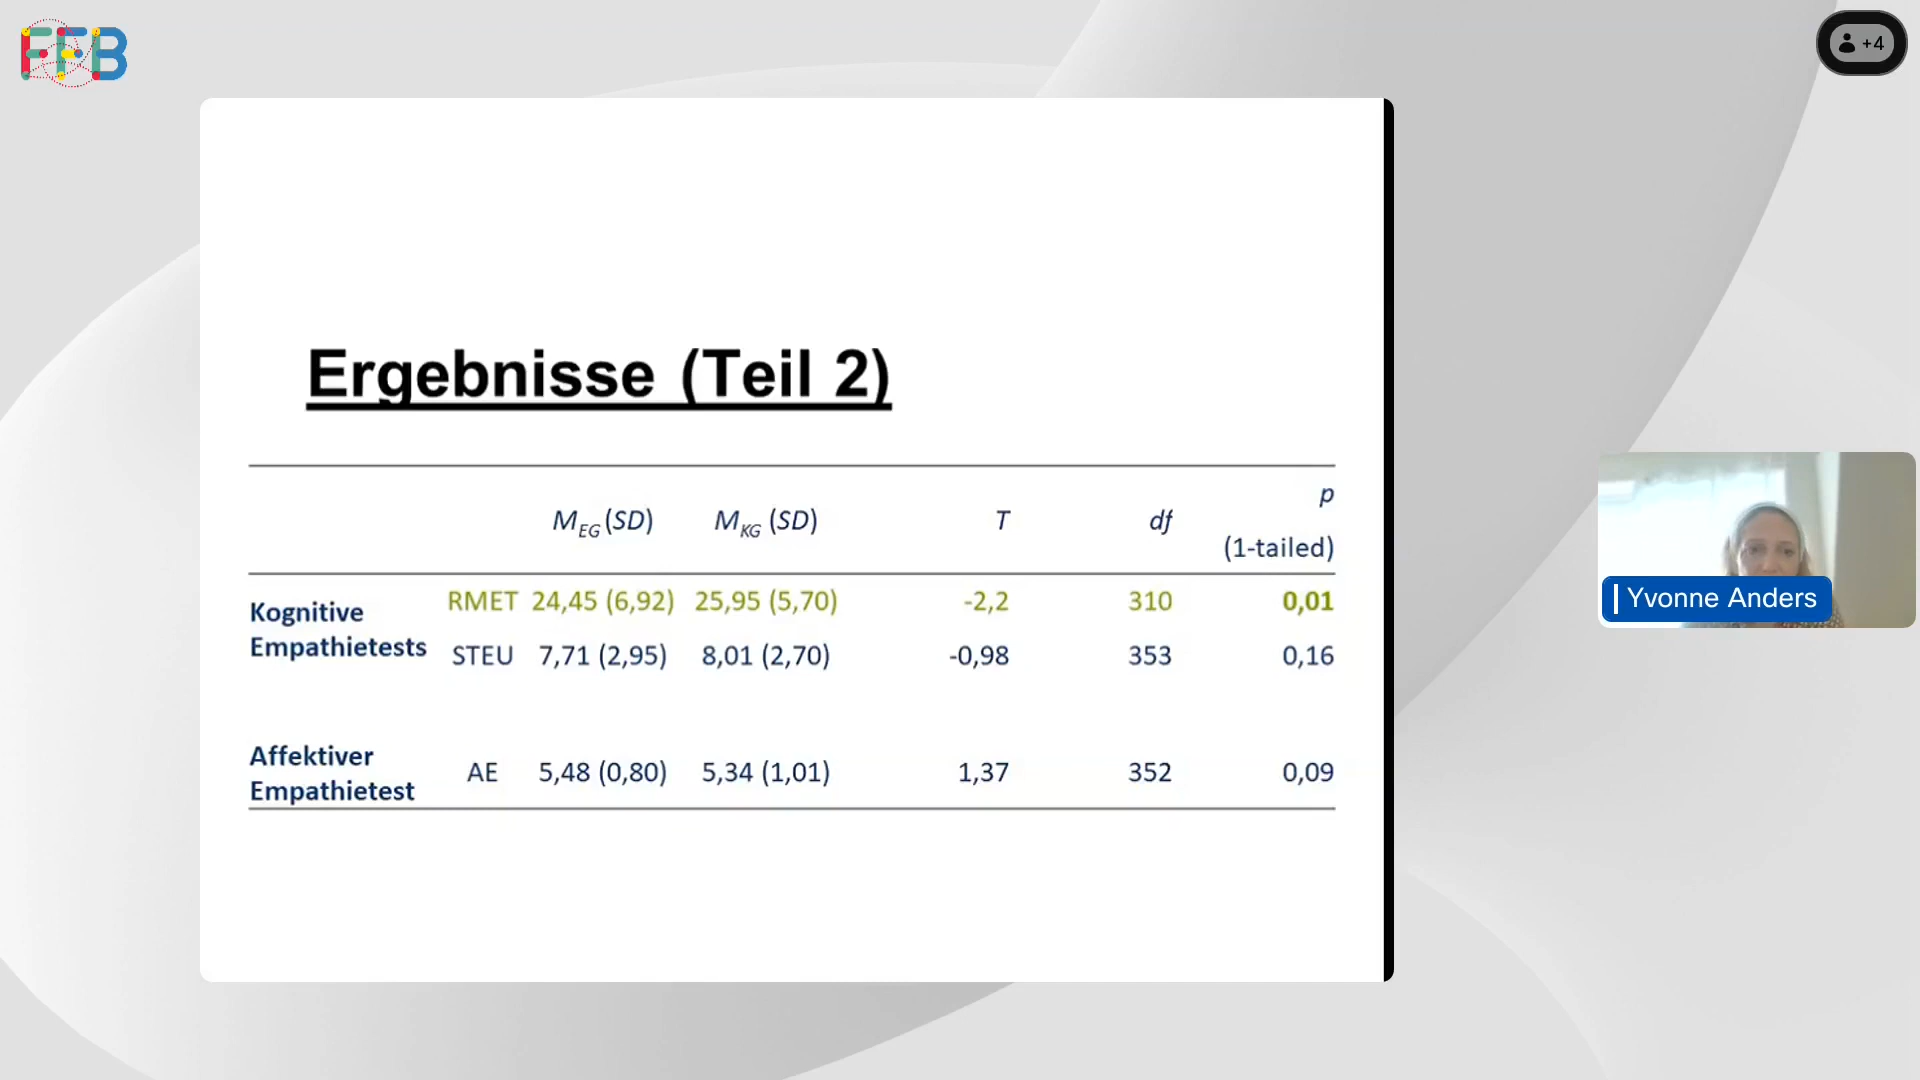 FFB
+4
Ergebnisse (Teil 2)
M_EG (SD) M_KG (SD) T df p (1-tailed)
Kognitive Empathietests
RMET 24,45 (6,92) 25,95 (5,70) -2,2 310 0,01
STEU 7,71 (2,95) 8,01 (2,70) -0,98 353 0,16
Affektiver Empathietest
AE 5,48 (0,80) 5,34 (1,01) 1,37 352 0,09
Yvonne Anders